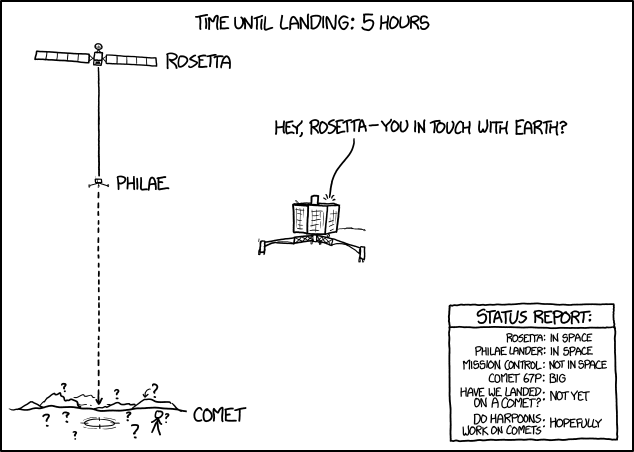 TIME UNTIL LANDING: 5 HOURS
ROSETTA
HEY, ROSETTA—YOU IN TOUCH WITH EARTH?
PHILAE
STATUS REPORT:
ROSETTA: IN SPACE
PHILAE LANDER: IN SPACE
MISSION CONTROL: NOT IN SPACE
COMET 67P: BIG
HAVE WE LANDED
ON A COMET?: NOT YET
DO HARPOONS
WORK ON COMETS: HOPEFULLY
?
?
?
COMET
?
?
?
?
?
?